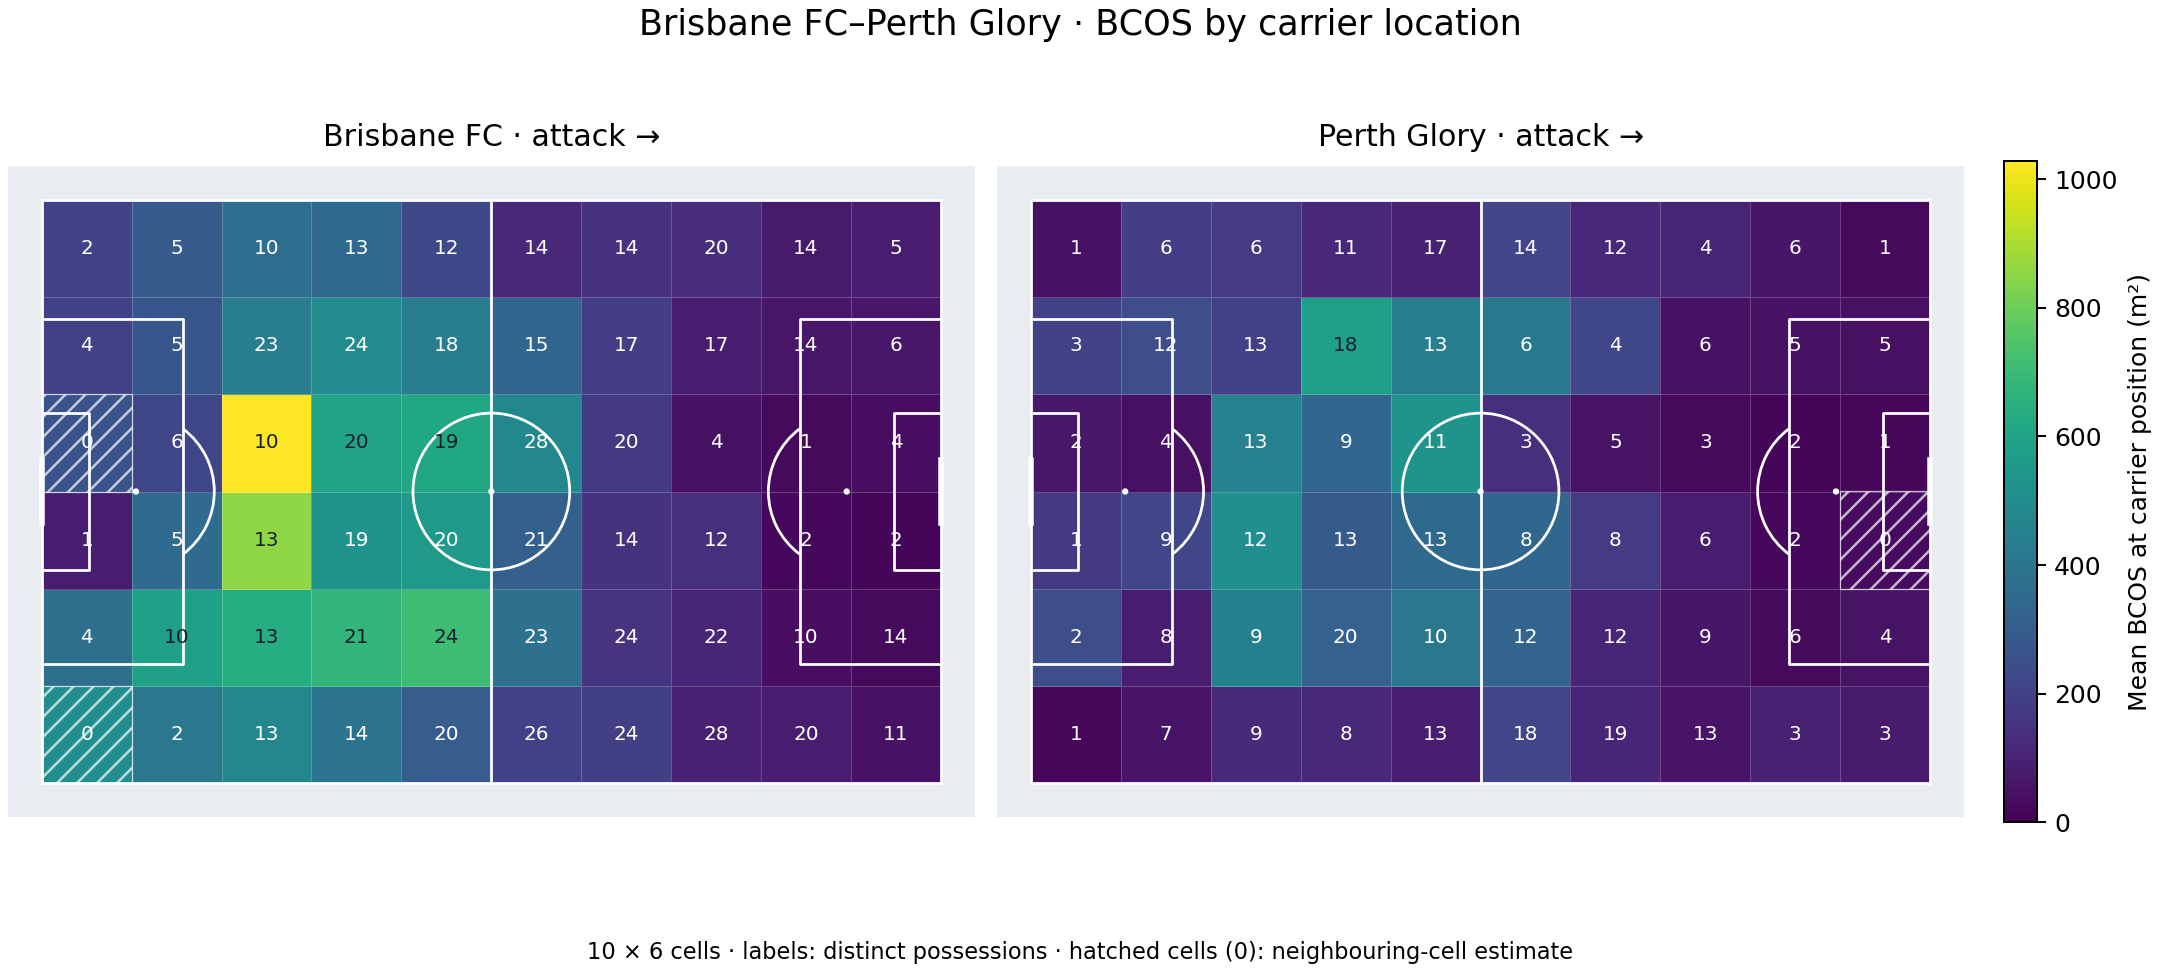 Brisbane FC–Perth Glory · BCOS by carrier location
Brisbane FC · attack →
2 5 10 13 12 14 14 20 14 5
4 5 23 24 18 15 17 17 14 6
0 6 10 20 19 28 20 4 1 4
1 5 13 19 20 21 14 12 2 2
4 10 13 21 24 23 24 22 10 14
0 2 13 14 20 26 24 28 20 11
Perth Glory · attack →
1 6 6 11 17 14 12 4 6 1
3 12 13 18 13 6 4 6 5 5
2 4 13 9 11 3 5 3 2 1
1 9 12 13 13 8 8 6 2 0
2 8 9 20 10 12 12 9 6 4
1 7 9 8 13 18 19 13 3 3
1000
800
600
400
200
0
Mean BCOS at carrier position (m²)
10 × 6 cells · labels: distinct possessions · hatched cells (0): neighbouring-cell estimate